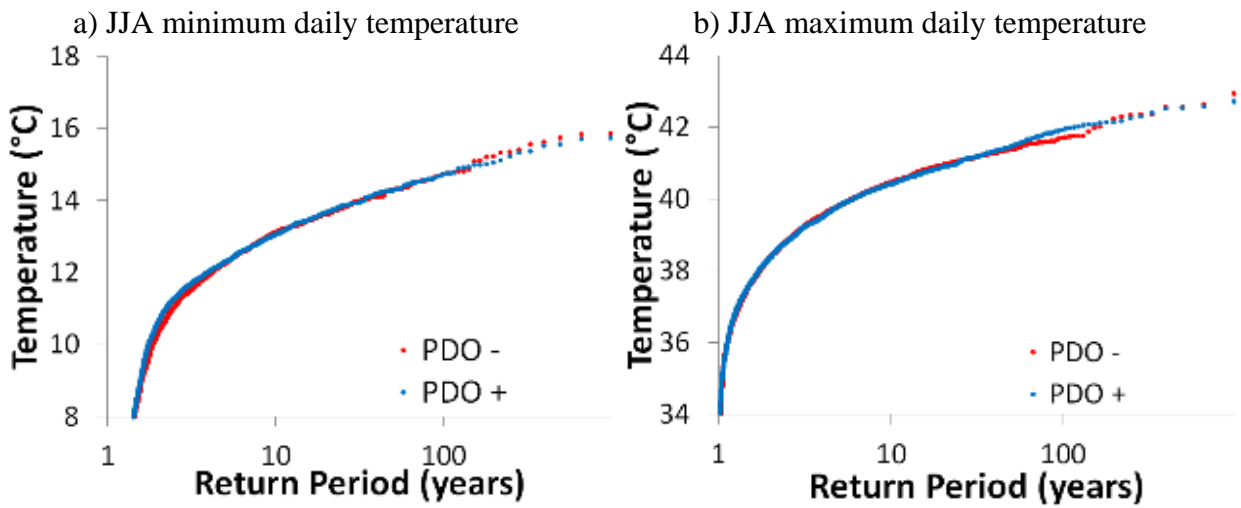 a) JJA minimum daily temperature
18
16
14
12
10
8
Temperature (°C)
1
10
100
Return Period (years)
• PDO -
• PDO +
b) JJA maximum daily temperature
44
42
40
38
36
34
Temperature (°C)
1
10
100
Return Period (years)
• PDO -
• PDO +